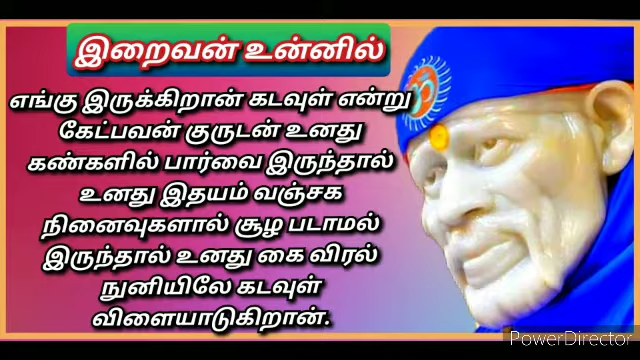 இறைவன் உன்னில்
எங்கு இருக்கிறான் கடவுள் என்று
கேட்பவன் குருடன் உனது
கண்களில் பார்வை இருந்தால்
உனது இதயம் வஞ்சக
நினைவுகளால் சூழ படாமல்
இருந்தால் உனது கை விரல்
நுனியிலே கடவுள்
விளையாடுகிறான்.
PowerDirector